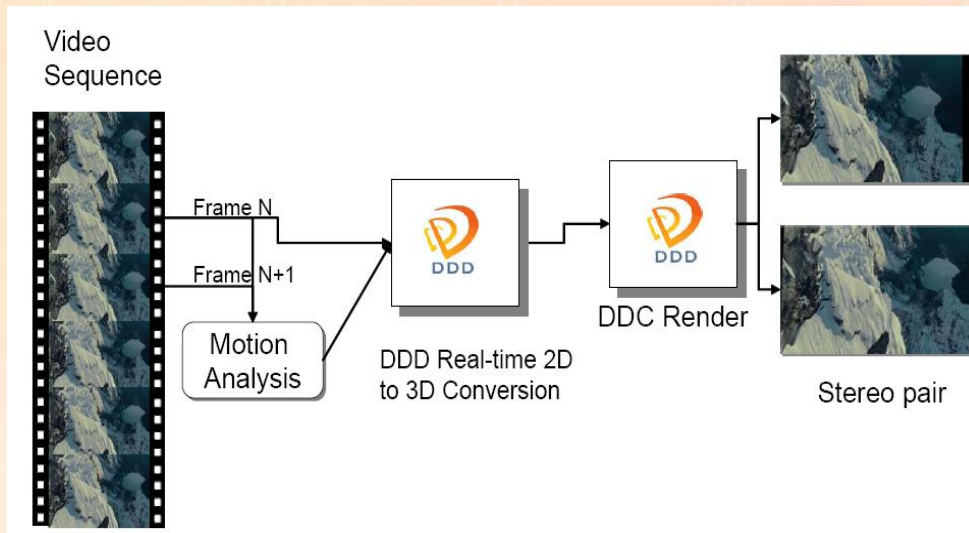 Video
Sequence
Frame N
Frame N+1
Motion
Analysis
DDD
DDD Real-time 2D
to 3D Conversion
DDD
DDC Render
Stereo pair